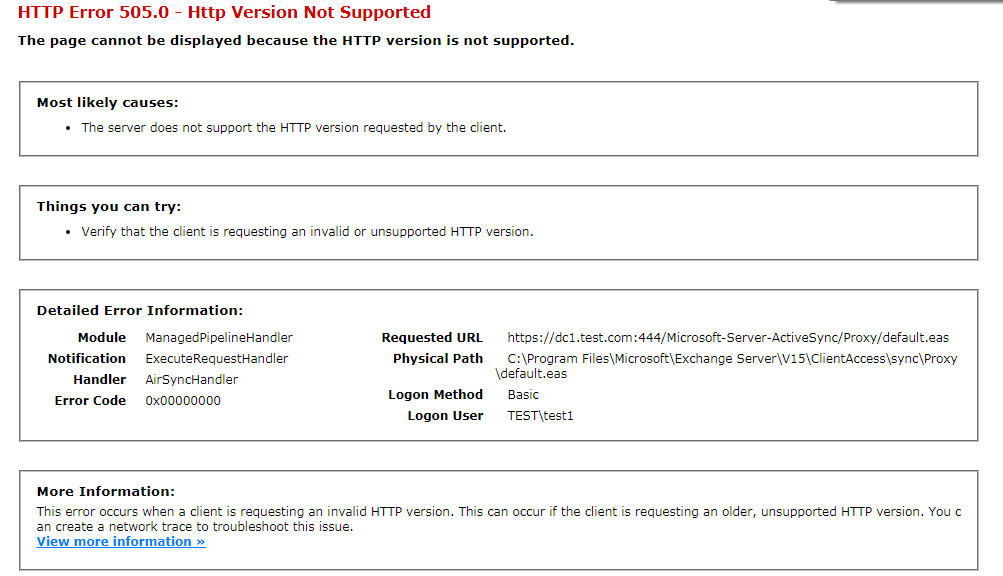 HTTP Error 505.0 - Http Version Not Supported
The page cannot be displayed because the HTTP version is not supported.
Most likely causes:
• The server does not support the HTTP version requested by the client.
Things you can try:
• Verify that the client is requesting an invalid or unsupported HTTP version.
Detailed Error Information:
Module ManagedPipelineHandler
Notification ExecuteRequestHandler
Handler AirSyncHandler
Error Code 0x00000000
Requested URL https://dc1.test.com:444/Microsoft-Server-ActiveSync/Proxy/default.eas
Physical Path C:\Program Files\Microsoft\Exchange Server\V15\ClientAccess\sync\Proxy
\default.eas
Logon Method Basic
Logon User TEST\test1
More Information:
This error occurs when a client is requesting an invalid HTTP version. This can occur if the client is requesting an older, unsupported HTTP version. You c
an create a network trace to troubleshoot this issue.
View more information »